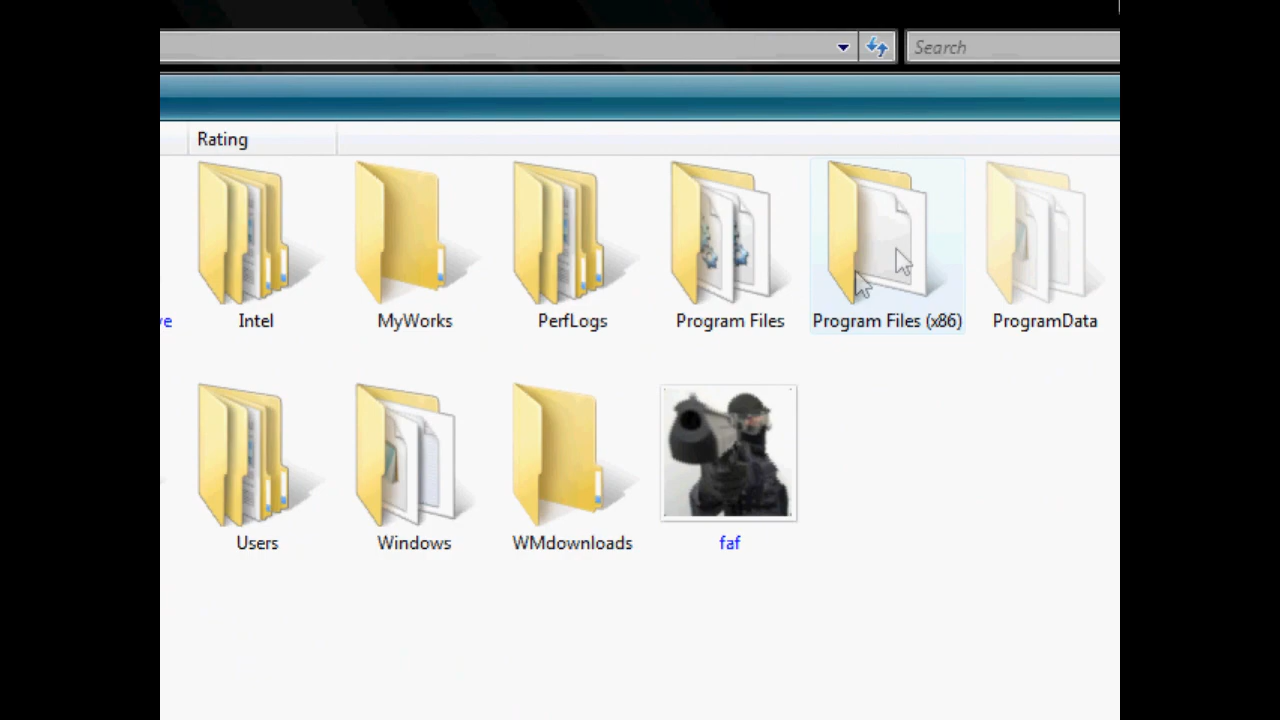 Search
Rating
Intel MyWorks PerfLogs Program Files Program Files (x86) ProgramData
Users Windows WMdownloads faf